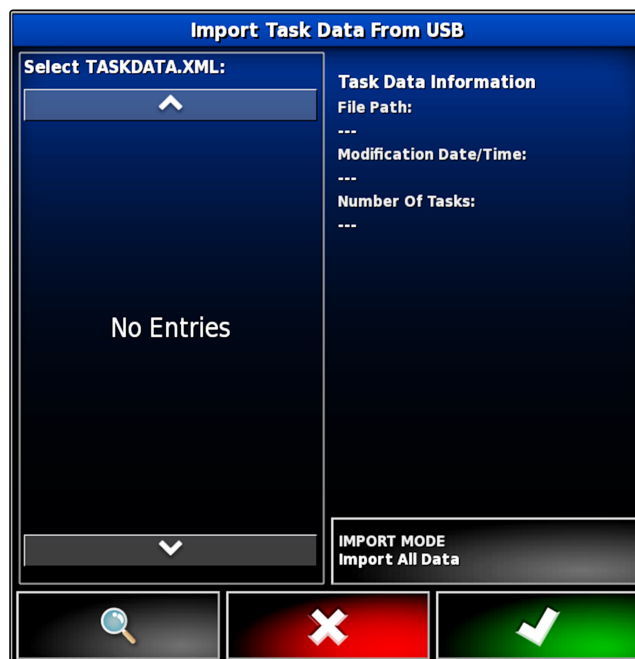 Import Task Data From USB
Select TASKDATA.XML:
No Entries
Task Data Information
File Path:
---
Modification Date/Time:
---
Number Of Tasks:
---
IMPORT MODE
Import All Data